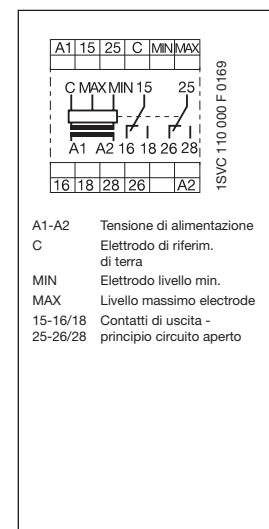 A1 15 25 C MIN MAX
C MAX MIN 15 25
A1 A2 16 18 26 28
16 18 28 26 A2
1SVC 110 000 F 0169
A1-A2 Tensione di alimentazione
C Elettrodo di riferim.
di terra
MIN Elettrodo livello min.
MAX Livello massimo electrode
15-16/18 Contatti di uscita -
25-26/28 principio circuito aperto